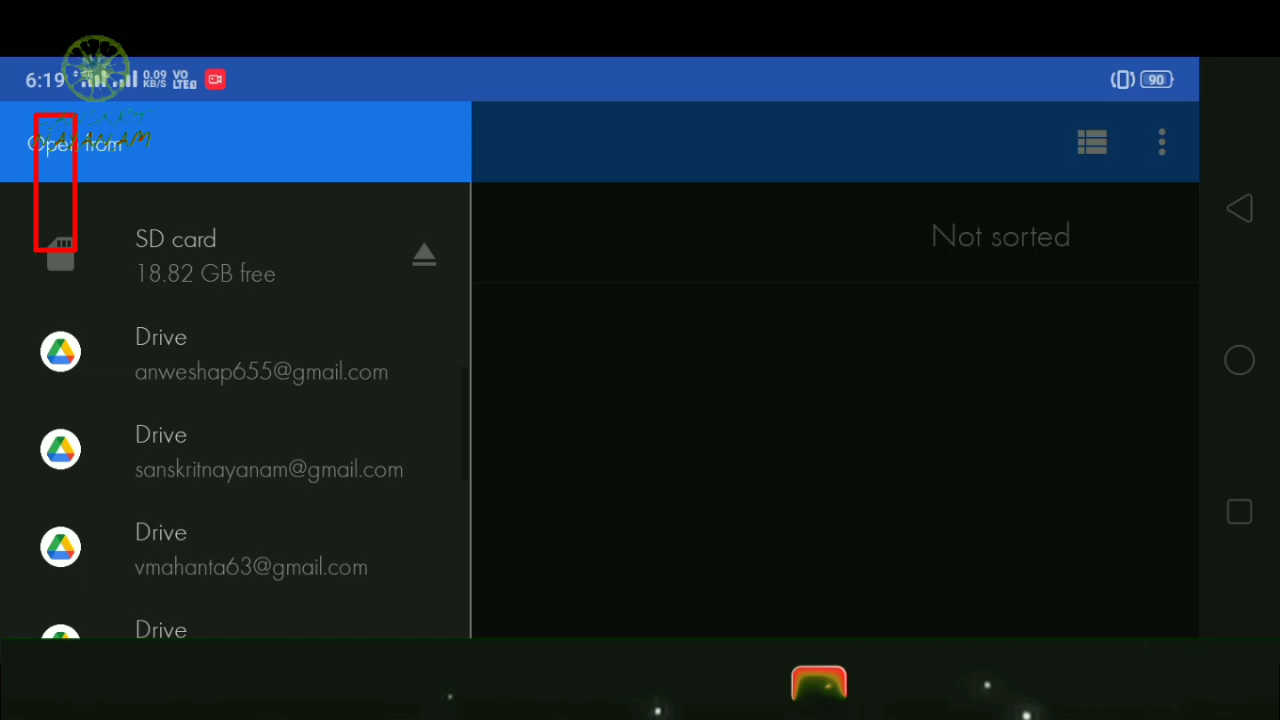 6:19
0.09
KB/S
VO
LTE
90
NAYANAM
Open from
Not sorted
SD card
18.82 GB free
Drive
anweshap655@gmail.com
Drive
sanskritnayanam@gmail.com
Drive
vmahanta63@gmail.com
Drive